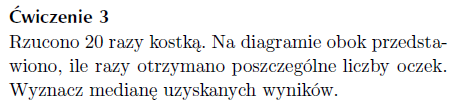 Ćwiczenie 3
Rzucono 20 razy kostką. Na diagramie obok przedsta-
wiono, ile razy otrzymano poszczególne liczby oczek.
Wyznacz medianę uzyskanych wyników.